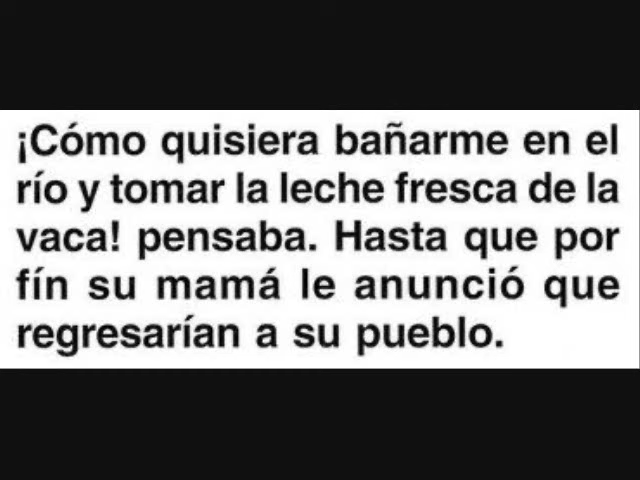 ¡Cómo quisiera bañarme en el
río y tomar la leche fresca de la
vaca! pensaba. Hasta que por
fín su mamá le anunció que
regresarían a su pueblo.